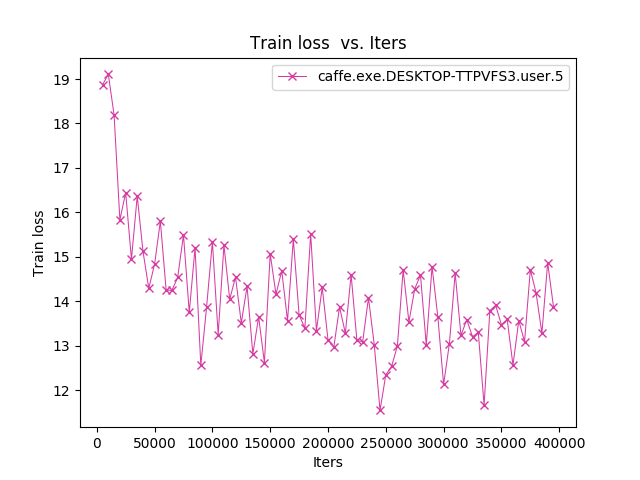 Train loss  vs. Iters
caffe.exe.DESKTOP-TTPVFS3.user.5
Train loss
19
18
17
16
15
14
13
12
0 50000 100000 150000 200000 250000 300000 350000 400000
Iters